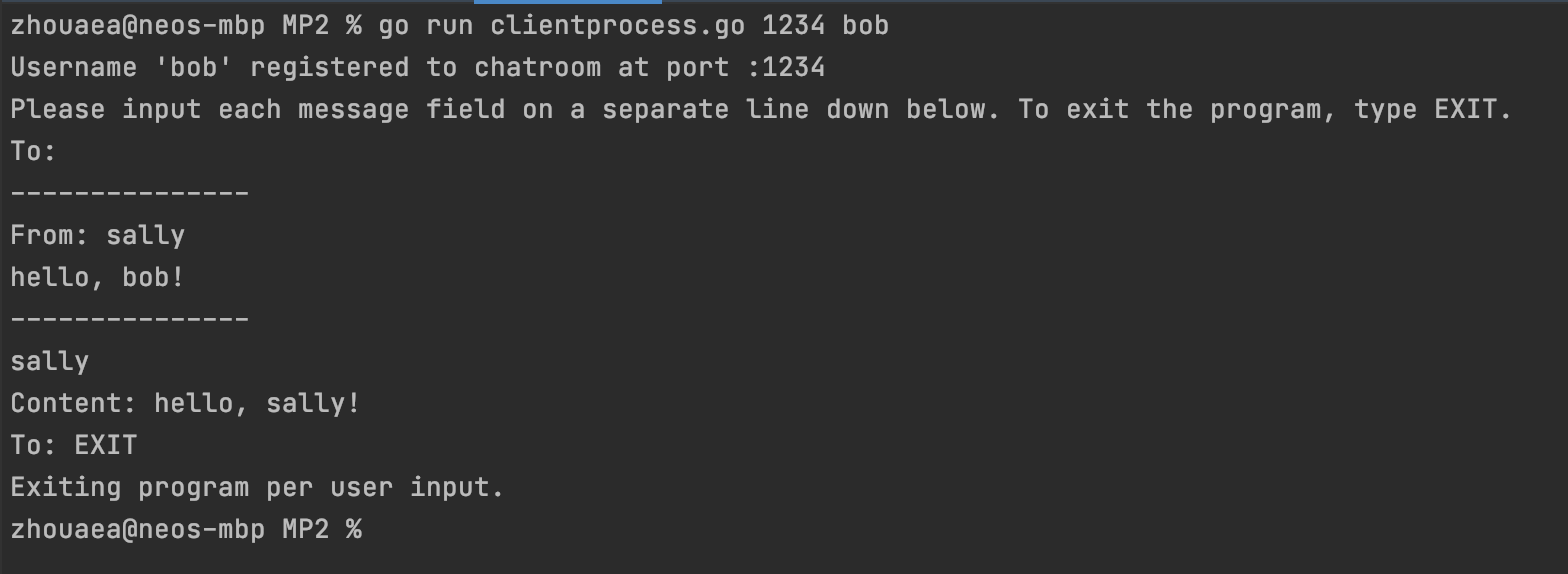 zhouaea@neos-mbp MP2 % go run clientprocess.go 1234 bob
Username 'bob' registered to chatroom at port :1234
Please input each message field on a separate line down below. To exit the program, type EXIT.
To:
---------------
From: sally
hello, bob!
---------------
sally
Content: hello, sally!
To: EXIT
Exiting program per user input.
zhouaea@neos-mbp MP2 %